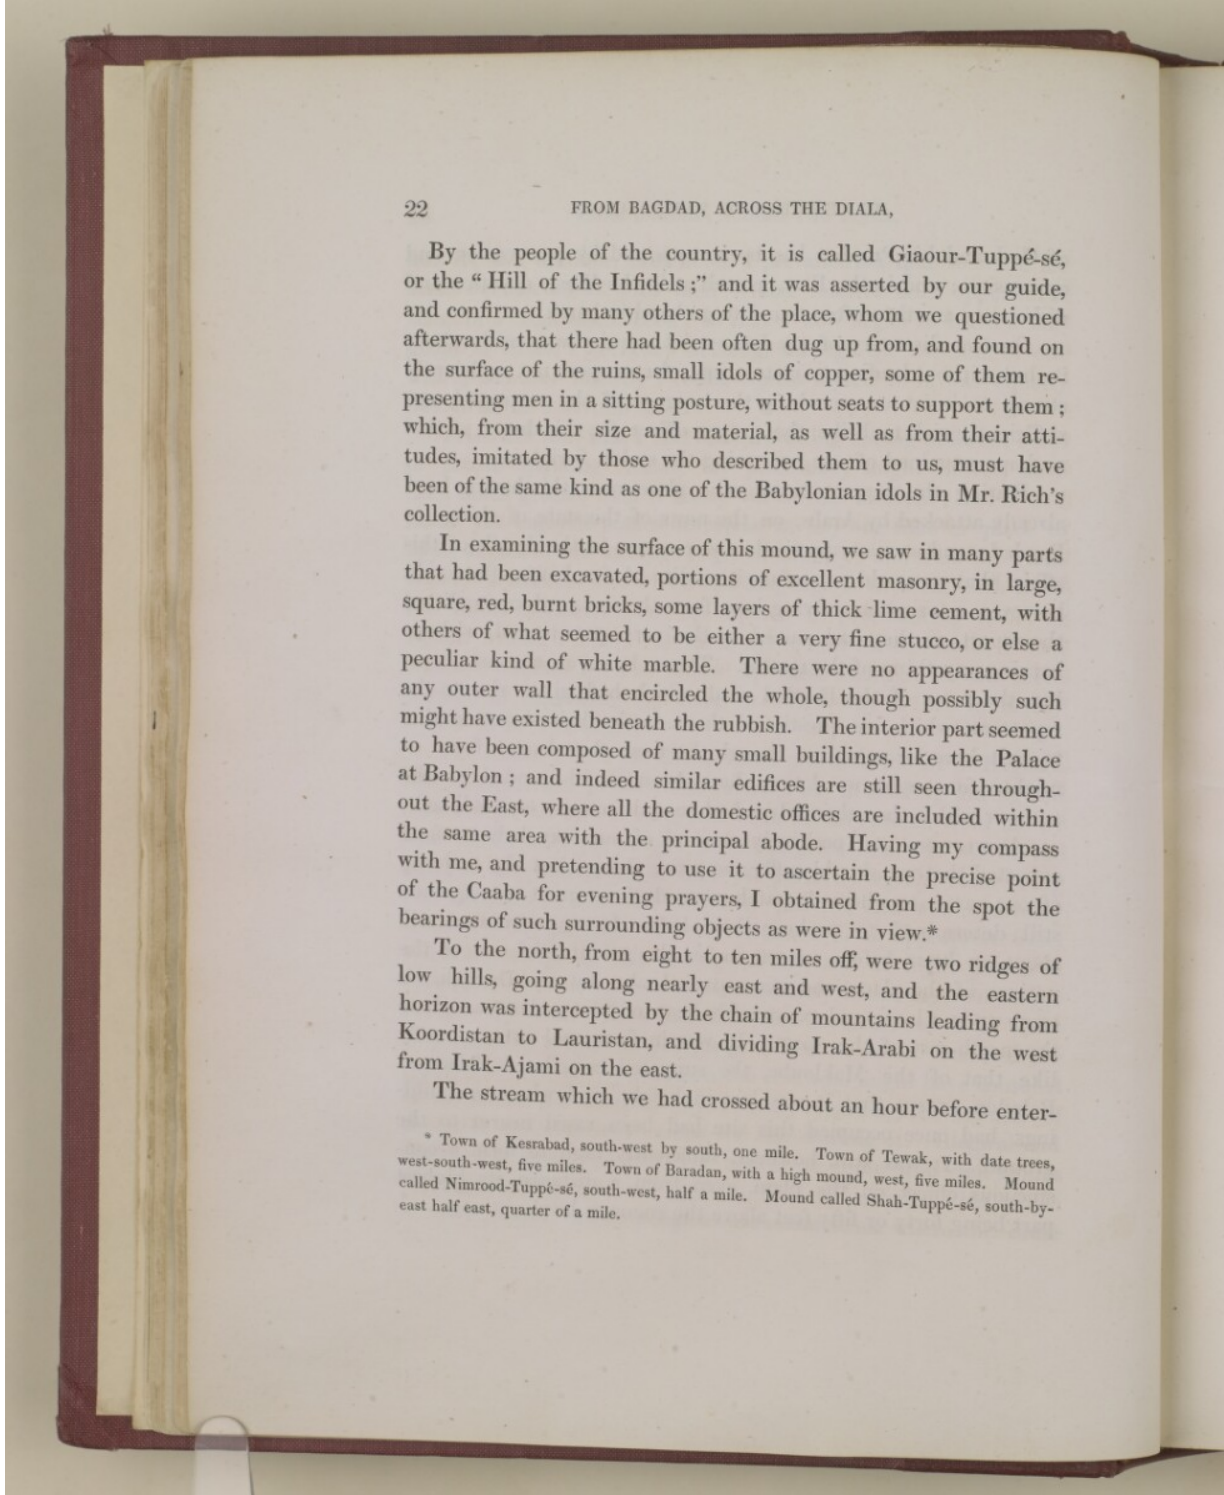 22 FROM BAGDAD, ACROSS THE DIALA,
By the people of the country, it is called Giaour-Tuppé-sé,
or the “ Hill of the Infidels ;” and it was asserted by our guide,
and confirmed by many others of the place, whom we questioned
afterwards, that there had been often dug up from, and found on
the surface of the ruins, small idols of copper, some of them re-
presenting men in a sitting posture, without seats to support them ;
which, from their size and material, as well as from their atti-
tudes, imitated by those who described them to us, must have
been of the same kind as one of the Babylonian idols in Mr. Rich’s
collection.
In examining the surface of this mound, we saw in many parts
that had been excavated, portions of excellent masonry, in large,
square, red, burnt bricks, some layers of thick lime cement, with
others of what seemed to be either a very fine stucco, or else a
peculiar kind of white marble. There were no appearances of
any outer wall that encircled the whole, though possibly such
might have existed beneath the rubbish. The interior part seemed
to have been composed of many small buildings, like the Palace
at Babylon ; and indeed similar edifices are still seen through-
out the East, where all the domestic offices are included within
the same area with the principal abode. Having my compass
with me, and pretending to use it to ascertain the precise point
of the Caaba for evening prayers, I obtained from the spot the
bearings of such surrounding objects as were in view.*
To the north, from eight to ten miles off, were two ridges of
low hills, going along nearly east and west, and the eastern
horizon was intercepted by the chain of mountains leading from
Koordistan to Lauristan, and dividing Irak-Arabi on the west
from Irak-Ajami on the east.
The stream which we had crossed about an hour before enter-
* Town of Kesrabad, south-west by south, one mile. Town of Tewak, with date trees,
west-south-west, five miles. Town of Baradan, with a high mound, west, five miles. Mound
called Nimrood-Tuppé-sé, south-west, half a mile. Mound called Shah-Tuppé-sé, south-by-
east half east, quarter of a mile.